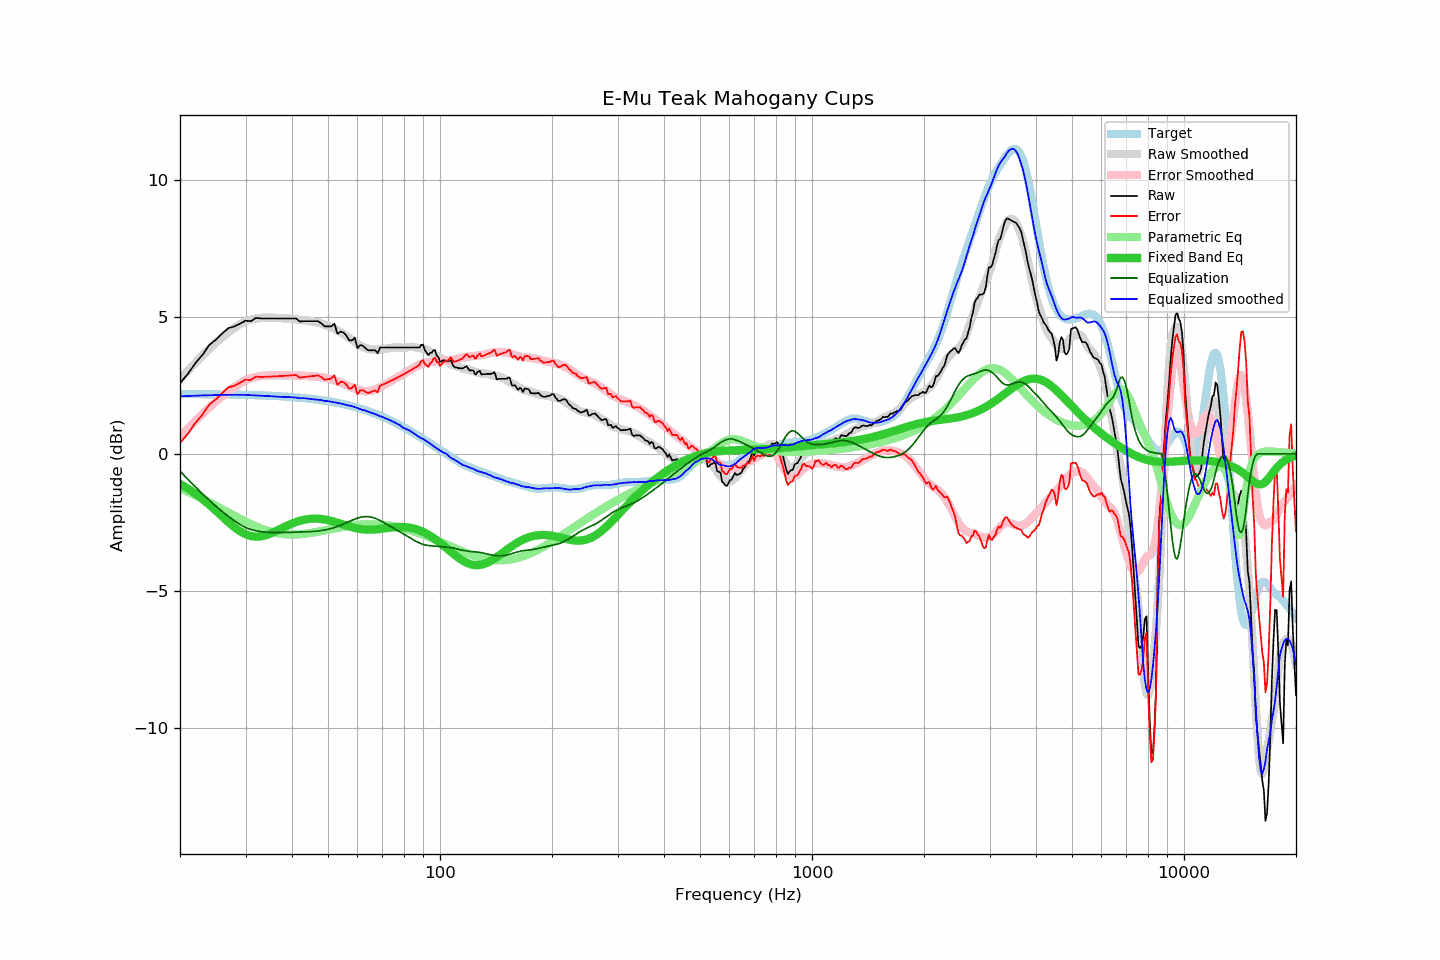 E-Mu Teak Mahogany Cups
Target
Raw Smoothed
Error Smoothed
Raw
Error
Parametric Eq
Fixed Band Eq
Equalization
Equalized smoothed
10
5
0
−5
−10
Amplitude (dBr)
100
1000
10000
Frequency (Hz)